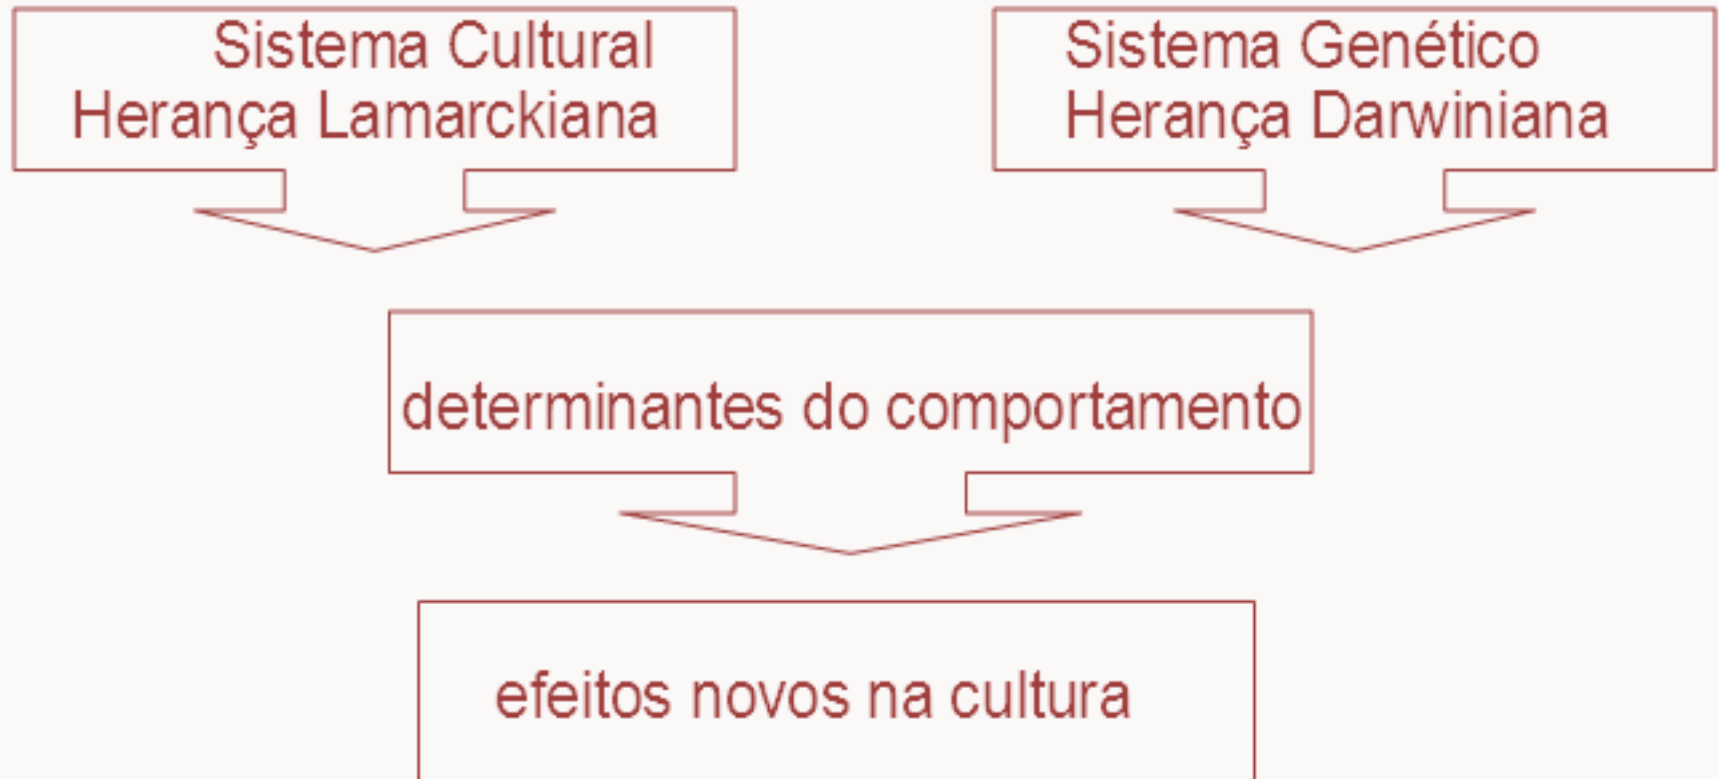 Sistema Cultural
Herança Lamarckiana
Sistema Genético
Herança Darwiniana
determinantes do comportamento
efeitos novos na cultura